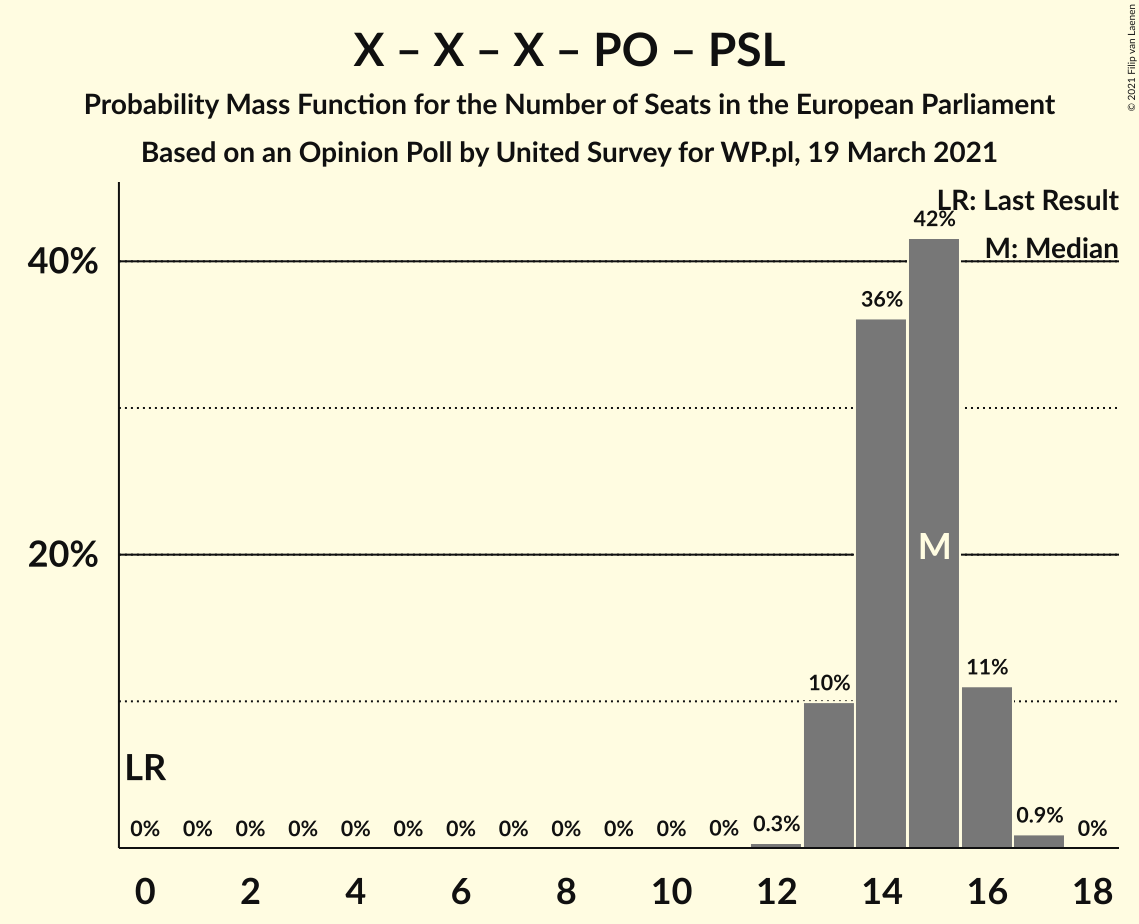 X – X – X – PO – PSL
Probability Mass Function for the Number of Seats in the European Parliament
Based on an Opinion Poll by United Survey for WP.pl, 19 March 2021
© 2021 Filip van Laenen
LR: Last Result
M: Median
40%
20%
42%
36%
M
11%
10%
LR
0% 0% 0% 0% 0% 0% 0% 0% 0% 0% 0% 0% 0.3% 0.9% 0%
0 2 4 6 8 10 12 14 16 18